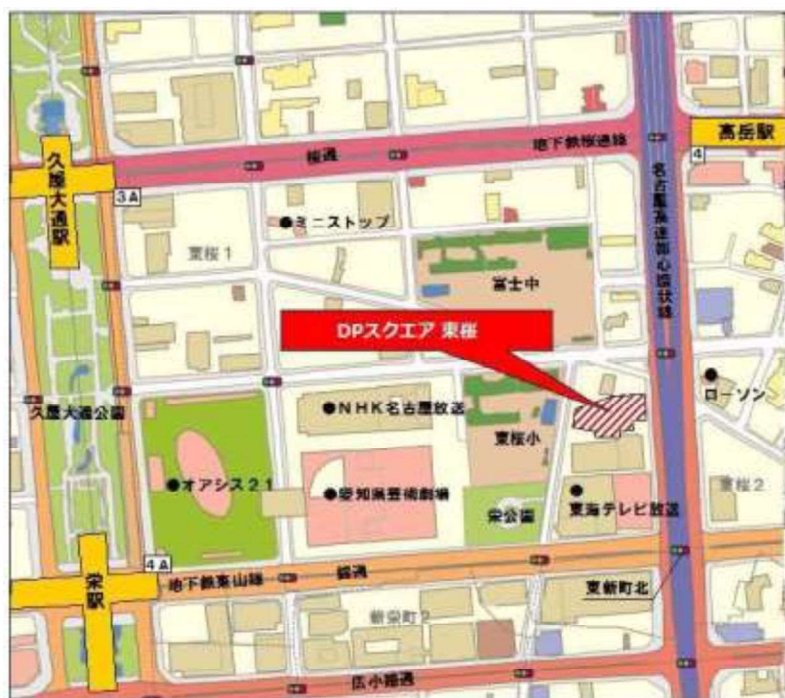 高岳駅
久屋大通駅
桜通
地下鉄桜通線
4
3A
名古屋高速都心環状線
●ミニストップ
東桜1
冨士中
DPスクエア 東桜
ローソン
久屋大通公園
●NHK名古屋放送
東桜小
●オアシス21
●愛知県芸術劇場
東桜2
東海テレビ放送
栄公園
4A
栄駅
地下鉄東山線
錦通
東新町北
新栄町2
広小路通